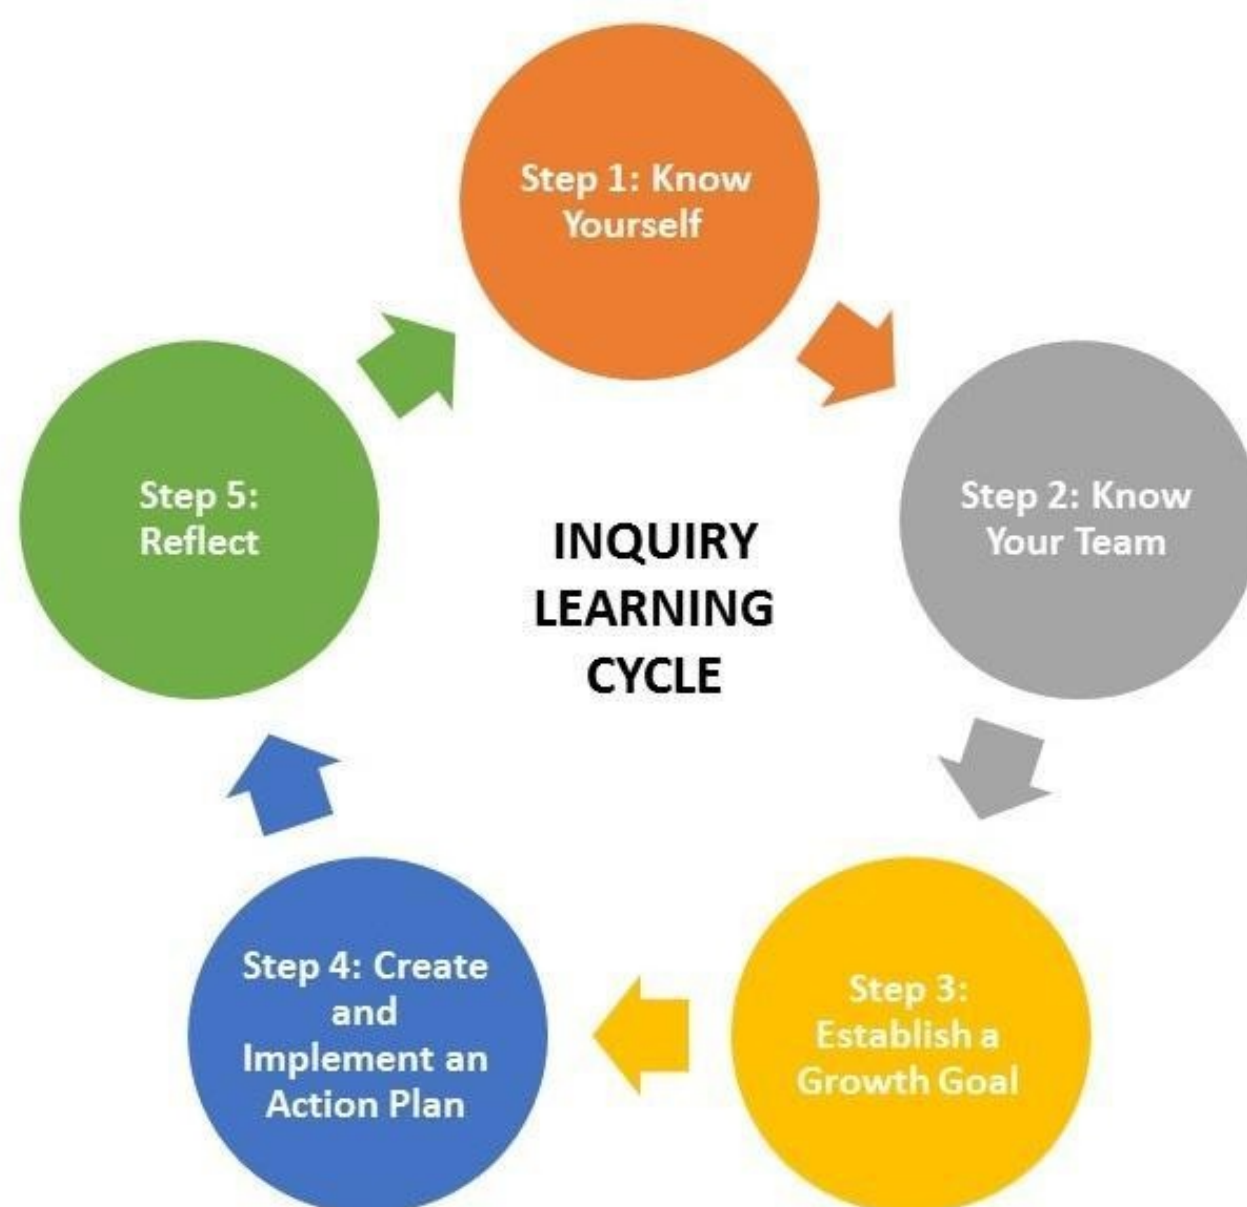 Step 1: Know
Yourself
Step 2: Know
Your Team
Step 3:
Establish a
Growth Goal
Step 4: Create
and
Implement an
Action Plan
Step 5:
Reflect
INQUIRY
LEARNING
CYCLE